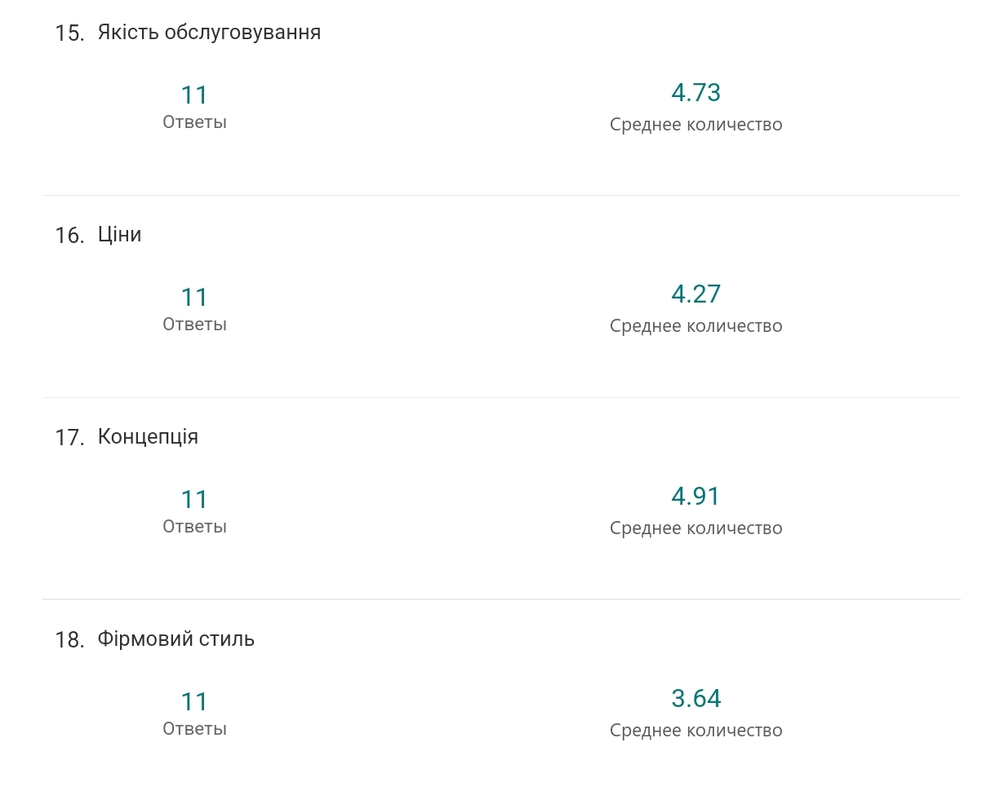 15. Якість обслуговування
11
Ответы
4.73
Среднее количество
16. Ціни
11
Ответы
4.27
Среднее количество
17. Концепція
11
Ответы
4.91
Среднее количество
18. Фірмовий стиль
11
Ответы
3.64
Среднее количество